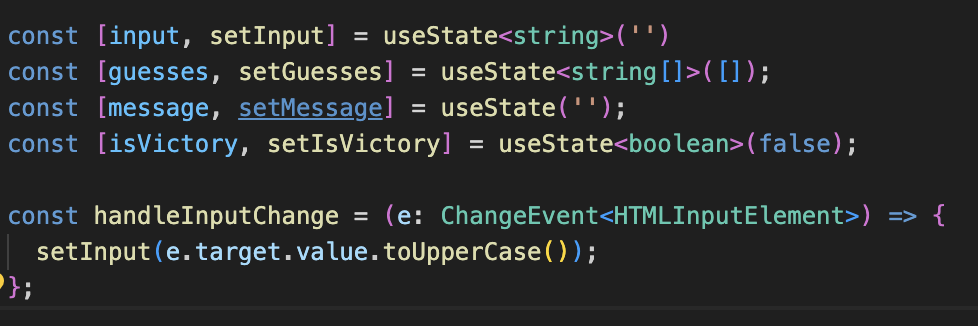 const [input, setInput] = useState<string>('')
const [guesses, setGuesses] = useState<string[]>([]);
const [message, setMessage] = useState('');
const [isVictory, setIsVictory] = useState<boolean>(false);
const handleInputChange = (e: ChangeEvent<HTMLInputElement>) => {
setInput(e.target.value.toUpperCase());
};